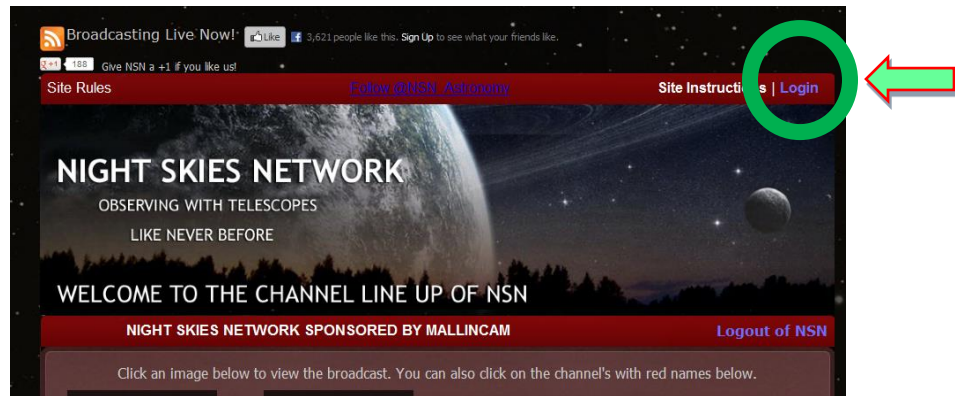 Broadcasting Live Now! Like 3,621 people like this. Sign Up to see what your friends like.
+1 188 Give NSN a +1 if you like us!
Site Rules Follow @NSN_Astronomy Site Instructions | Login
NIGHT SKIES NETWORK
OBSERVING WITH TELESCOPES
LIKE NEVER BEFORE
WELCOME TO THE CHANNEL LINE UP OF NSN
NIGHT SKIES NETWORK SPONSORED BY MALLINCAM Logout of NSN
Click an image below to view the broadcast. You can also click on the channel's with red names below.